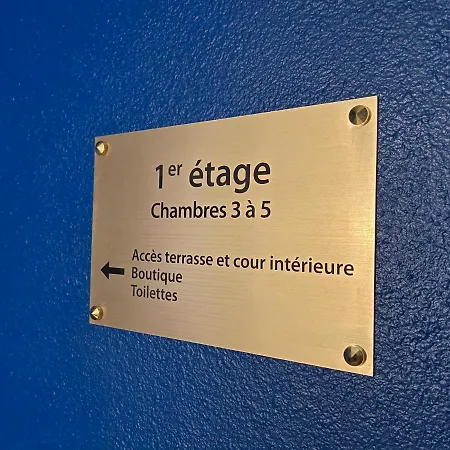 1er étage
Chambres 3 à 5
Accès terrasse et cour intérieure
Boutique
Toilettes